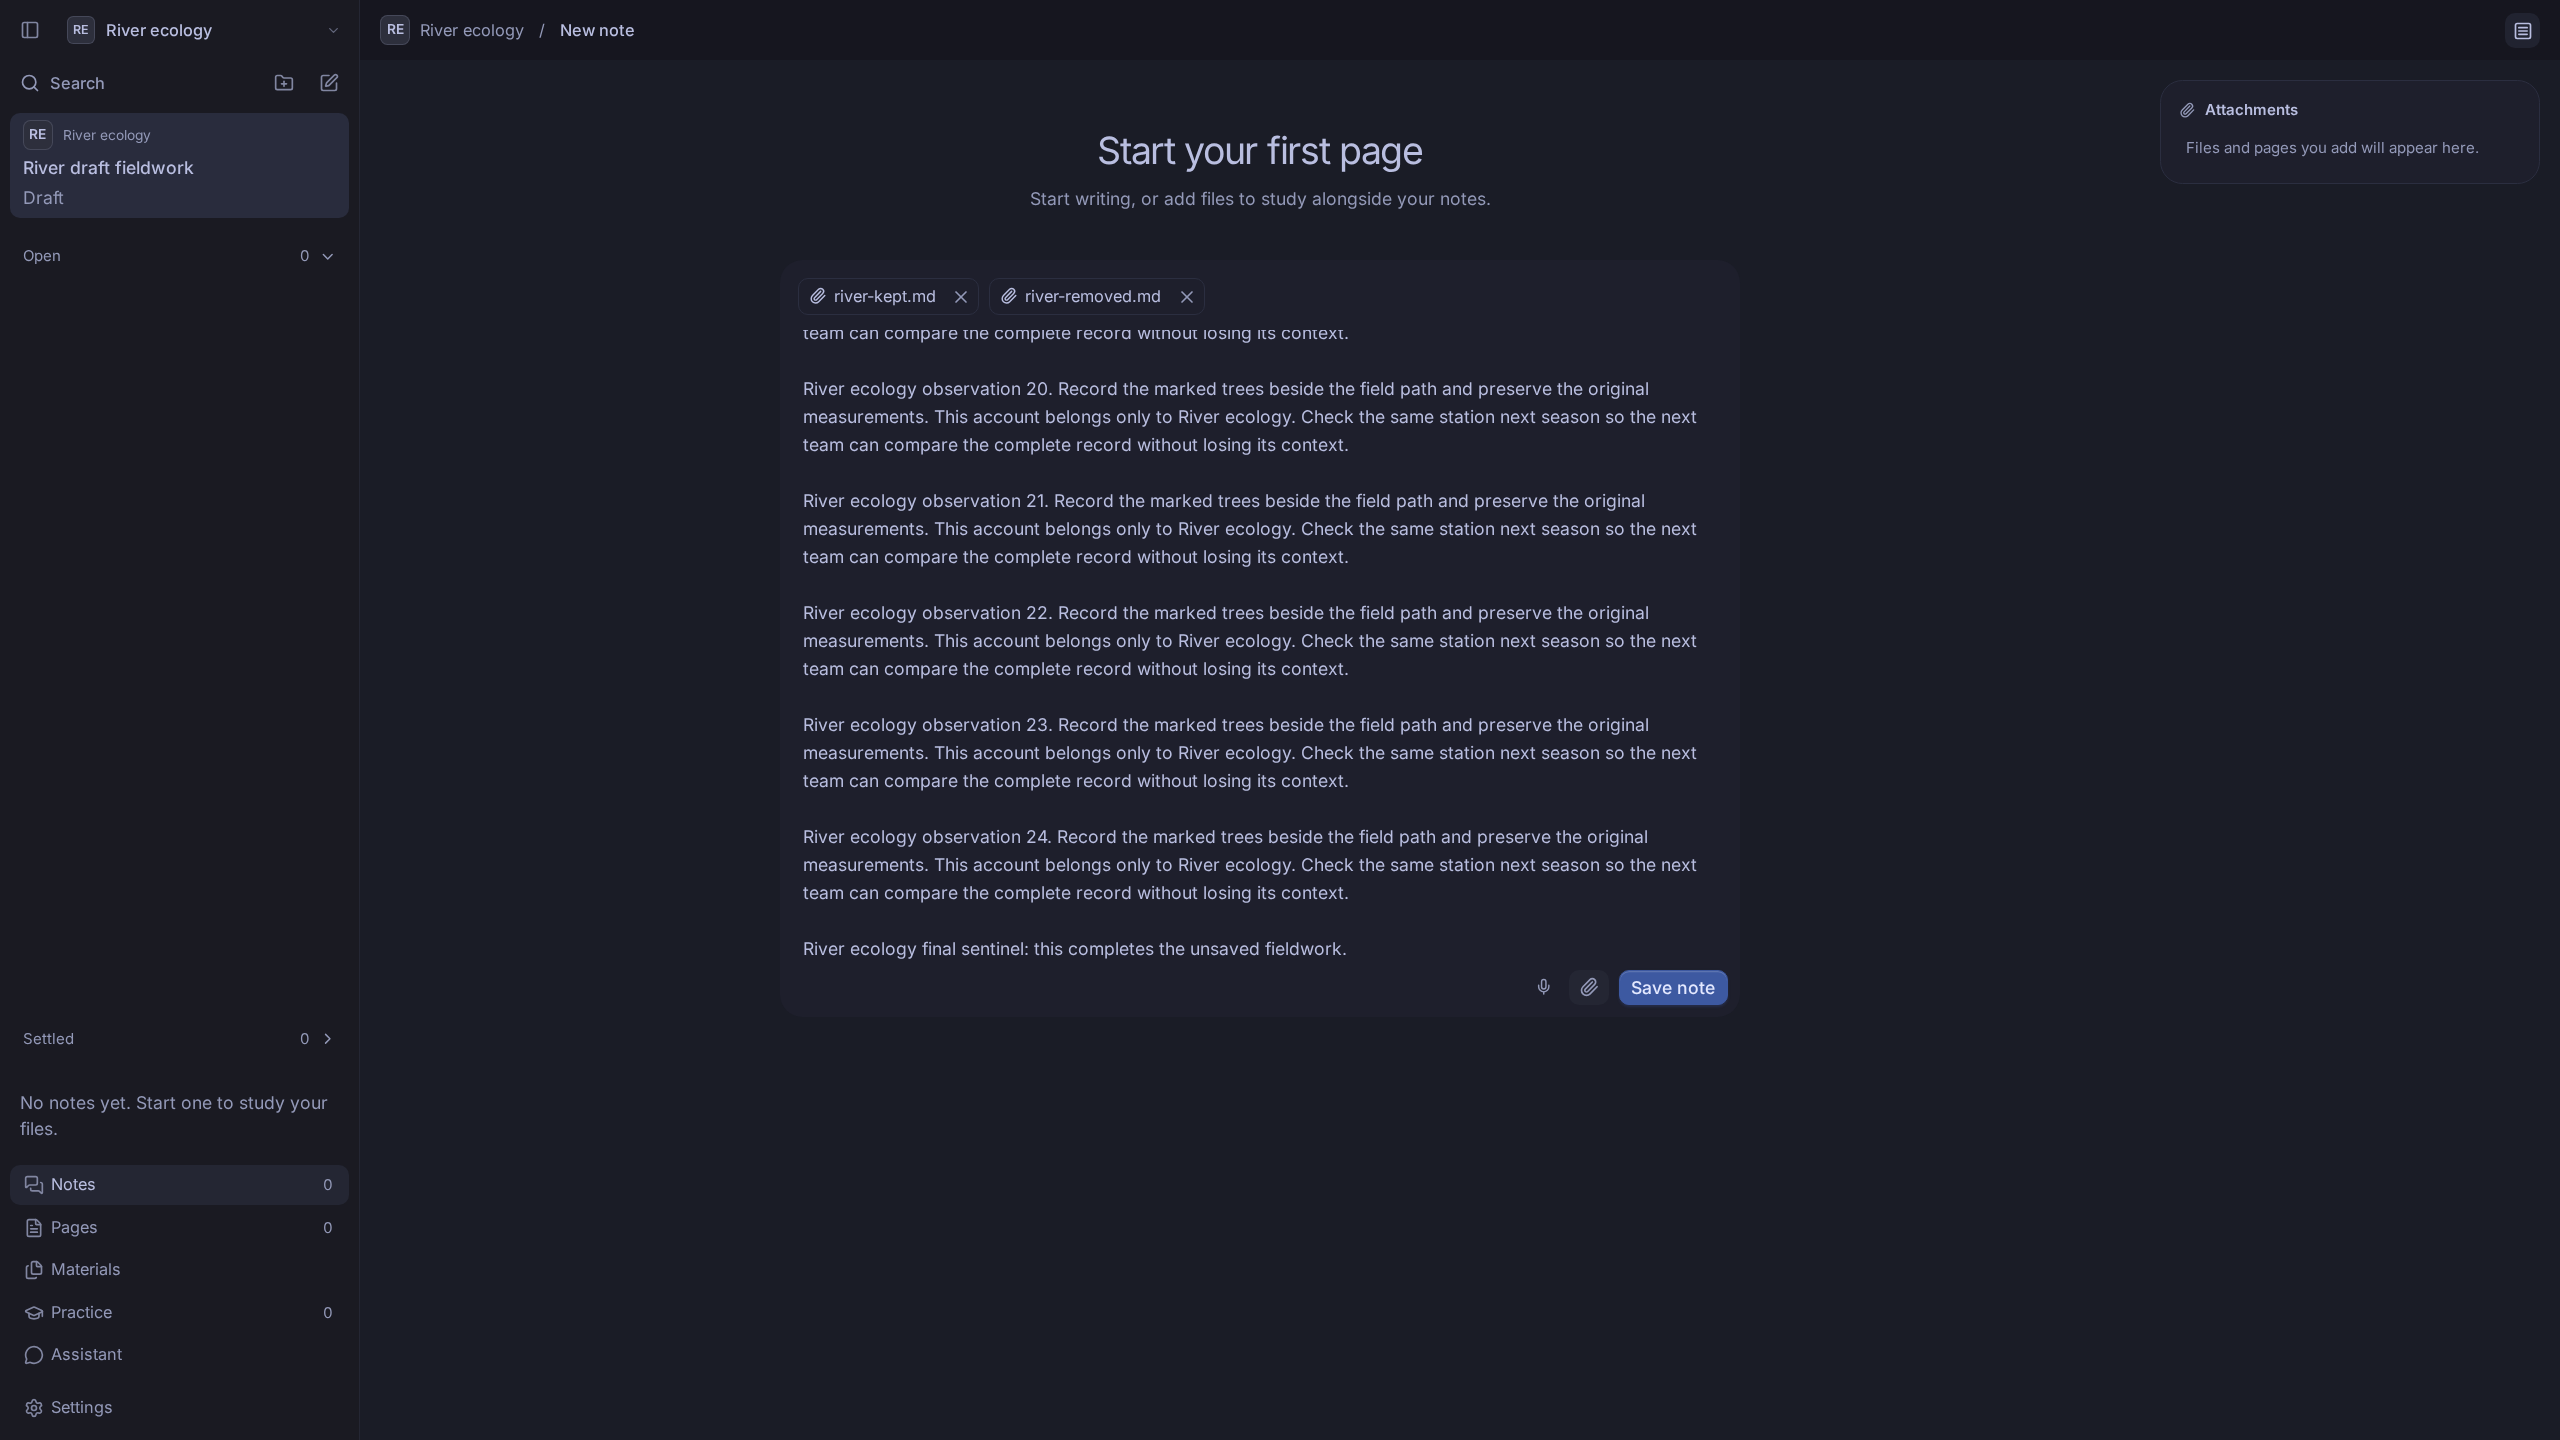 RE River ecology
RE River ecology / New note
Search
RE River ecology
River draft fieldwork
Draft
Open 0
Start your first page
Start writing, or add files to study alongside your notes.
Attachments
Files and pages you add will appear here.
river-kept.md river-removed.md
team can compare the complete record without losing its context.
River ecology observation 20. Record the marked trees beside the field path and preserve the original
measurements. This account belongs only to River ecology. Check the same station next season so the next
team can compare the complete record without losing its context.
River ecology observation 21. Record the marked trees beside the field path and preserve the original
measurements. This account belongs only to River ecology. Check the same station next season so the next
team can compare the complete record without losing its context.
River ecology observation 22. Record the marked trees beside the field path and preserve the original
measurements. This account belongs only to River ecology. Check the same station next season so the next
team can compare the complete record without losing its context.
River ecology observation 23. Record the marked trees beside the field path and preserve the original
measurements. This account belongs only to River ecology. Check the same station next season so the next
team can compare the complete record without losing its context.
River ecology observation 24. Record the marked trees beside the field path and preserve the original
measurements. This account belongs only to River ecology. Check the same station next season so the next
team can compare the complete record without losing its context.
River ecology final sentinel: this completes the unsaved fieldwork.
Save note
Settled 0
No notes yet. Start one to study your
files.
Notes 0
Pages 0
Materials
Practice 0
Assistant
Settings